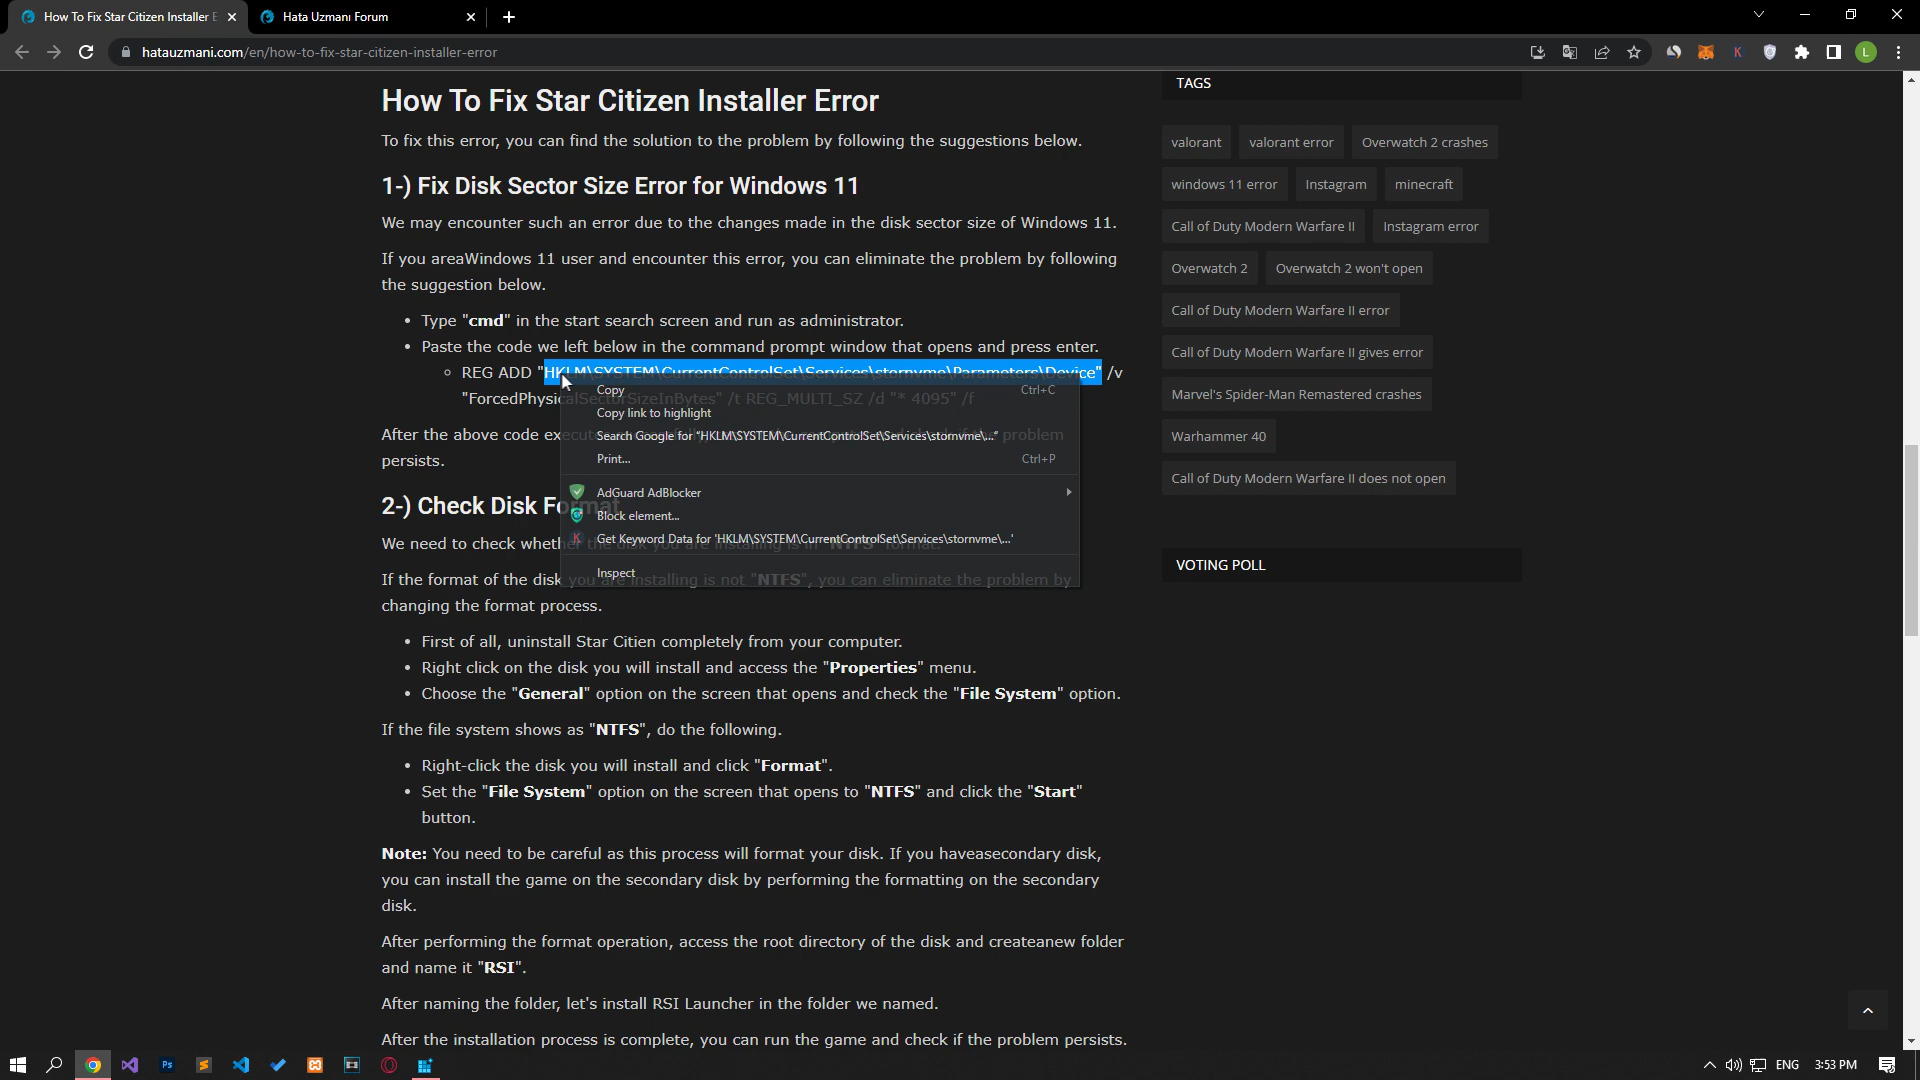 How To Fix Star Citizen Installer E
Hata Uzmanı Forum
hatauzmani.com/en/how-to-fix-star-citizen-installer-error
L
How To Fix Star Citizen Installer Error
To fix this error, you can find the solution to the problem by following the suggestions below.
1-) Fix Disk Sector Size Error for Windows 11
We may encounter such an error due to the changes made in the disk sector size of Windows 11.
If you areaWindows 11 user and encounter this error, you can eliminate the problem by following
the suggestion below.
• Type "cmd" in the start search screen and run as administrator.
• Paste the code we left below in the command prompt window that opens and press enter.
REG ADD "HKLM\SYSTEM\CurrentControlSet\Services\stornvme\Parameters\Device" /v
"ForcedPhysicalSectorSizeInBytes" /t REG_MULTI_SZ /d "* 4095" /f
After the above code executed successfully, the problem
persists.
Copy Ctrl+C
Copy link to highlight
Search Google for "HKLM\SYSTEM\CurrentControlSet\Services\stornvme\..."
Print... Ctrl+P
AdGuard AdBlocker
Block element...
K Get Keyword Data for 'HKLM\SYSTEM\CurrentControlSet\Services\stornvme\...'
Inspect
2-) Check Disk Format
We need to check whether the disk you are installing is in "NTFS" format.
If the format of the disk you are installing is not "NTFS", you can eliminate the problem by
changing the format process.
• First of all, uninstall Star Citien completely from your computer.
• Right click on the disk you will install and access the "Properties" menu.
• Choose the "General" option on the screen that opens and check the "File System" option.
If the file system shows as "NTFS", do the following.
• Right-click the disk you will install and click "Format".
• Set the "File System" option on the screen that opens to "NTFS" and click the "Start"
button.
Note: You need to be careful as this process will format your disk. If you haveasecondary disk,
you can install the game on the secondary disk by performing the formatting on the secondary
disk.
After performing the format operation, access the root directory of the disk and createanew folder
and name it "RSI".
After naming the folder, let's install RSI Launcher in the folder we named.
After the installation process is complete, you can run the game and check if the problem persists.
TAGS
valorant
valorant error
Overwatch 2 crashes
windows 11 error
Instagram
minecraft
Call of Duty Modern Warfare II
Instagram error
Overwatch 2
Overwatch 2 won't open
Call of Duty Modern Warfare II error
Call of Duty Modern Warfare II gives error
Marvel's Spider-Man Remastered crashes
Warhammer 40
Call of Duty Modern Warfare II does not open
VOTING POLL
Ps
ENG
3:53 PM